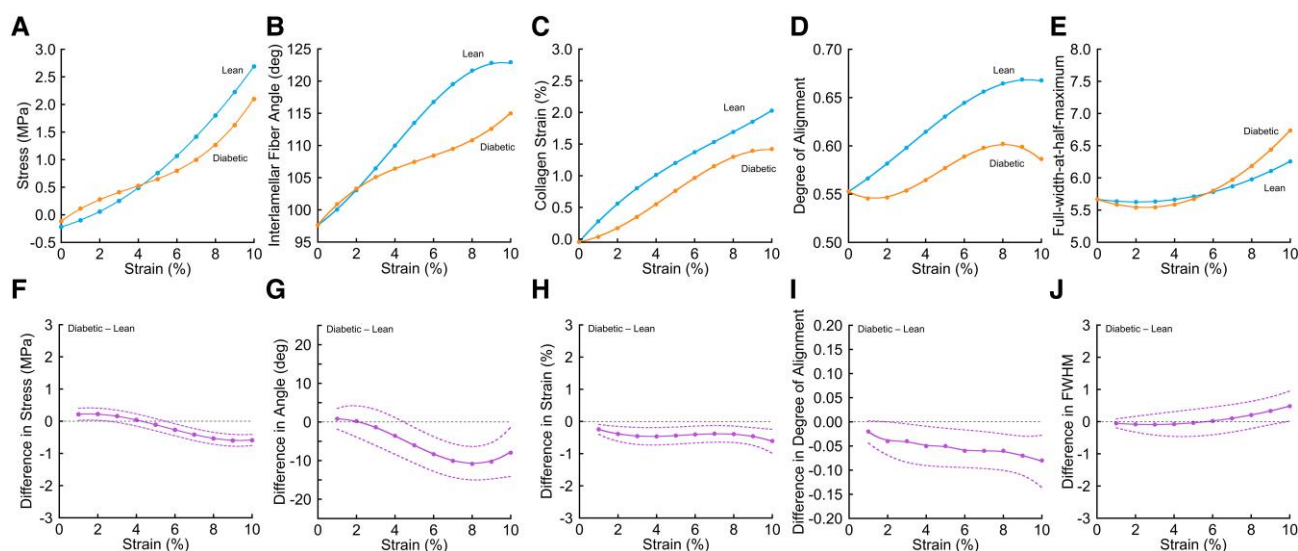 A
Stress (MPa)
3.0
2.5
2.0
1.5
1.0
0.5
0.0
-0.5
Lean
Diabetic
0 2 4 6 8 10
Strain (%)
B
Interlamellar Fiber Angle (deg)
125
120
115
110
105
100
95
Lean
Diabetic
0 2 4 6 8 10
Strain (%)
C
Collagen Strain (%)
3.0
2.5
2.0
1.5
1.0
0.5
0.0
Lean
Diabetic
0 2 4 6 8 10
Strain (%)
D
Degree of Alignment
0.70
0.65
0.60
0.55
0.50
Lean
Diabetic
0 2 4 6 8 10
Strain (%)
E
Full-width-at-half-maximum
8.0
7.5
7.0
6.5
6.0
5.5
5.0
Diabetic
Lean
0 2 4 6 8 10
Strain (%)
F
Difference in Stress (MPa)
Diabetic – Lean
3
2
1
0
-1
-2
-3
0 2 4 6 8 10
Strain (%)
G
Difference in Angle (deg)
Diabetic – Lean
20
10
0
-10
-20
0 2 4 6 8 10
Strain (%)
H
Difference in Strain (%)
Diabetic – Lean
3
2
1
0
-1
-2
-3
0 2 4 6 8 10
Strain (%)
I
Difference in Degree of Alignment
Diabetic – Lean
0.20
0.15
0.10
0.05
-0.00
-0.05
-0.10
-0.15
-0.20
0 2 4 6 8 10
Strain (%)
J
Difference in FWHM
Diabetic – Lean
3
2
1
0
-1
-2
-3
0 2 4 6 8 10
Strain (%)